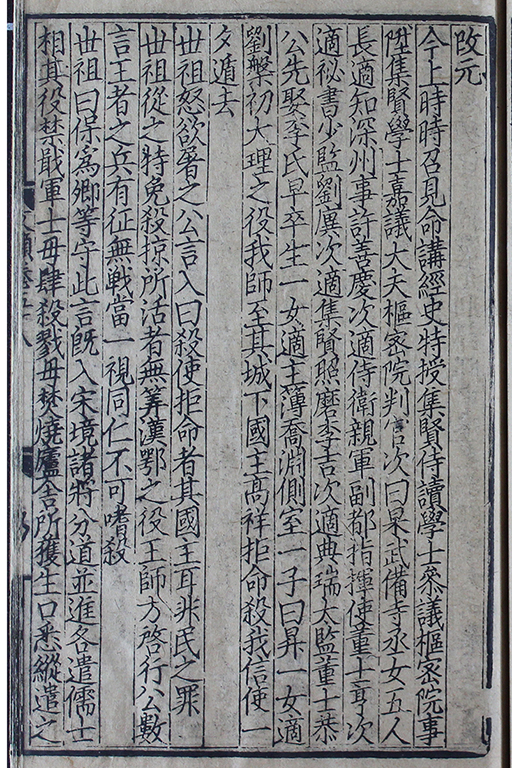 改元
今上時時召見命講經史特授集賢侍讀學士參議樞密院事
陞集賢學士嘉議大夫樞密院判官次曰杲武備寺丞女五人
長適知深州事許善慶次適侍衛親軍副都指揮使董士亨次
適祕書少監劉厦次適集賢照磨李吉次適典瑞太監董士恭
公先娶李氏早卒生一女適主薄喬淵側室一子曰昇一女適
劉槃初大理之役我師至其城下國主髙祥拒命殺我信使一
夕遁去
世祖怒欲署之公言入曰殺使拒命者其國主耳非民之罪
世祖從之特免殺掠所活者無筭漢鄂之役王師方啓行公數
言王者之兵有征無戰當一視同仁不可嗜殺
世祖曰保為卿等守此言旣入宋境諸將分道並進各遣儒士
相其役禁戢軍士毋肆殺戮毋焚燒廬舍所獲生口悉縱遣之